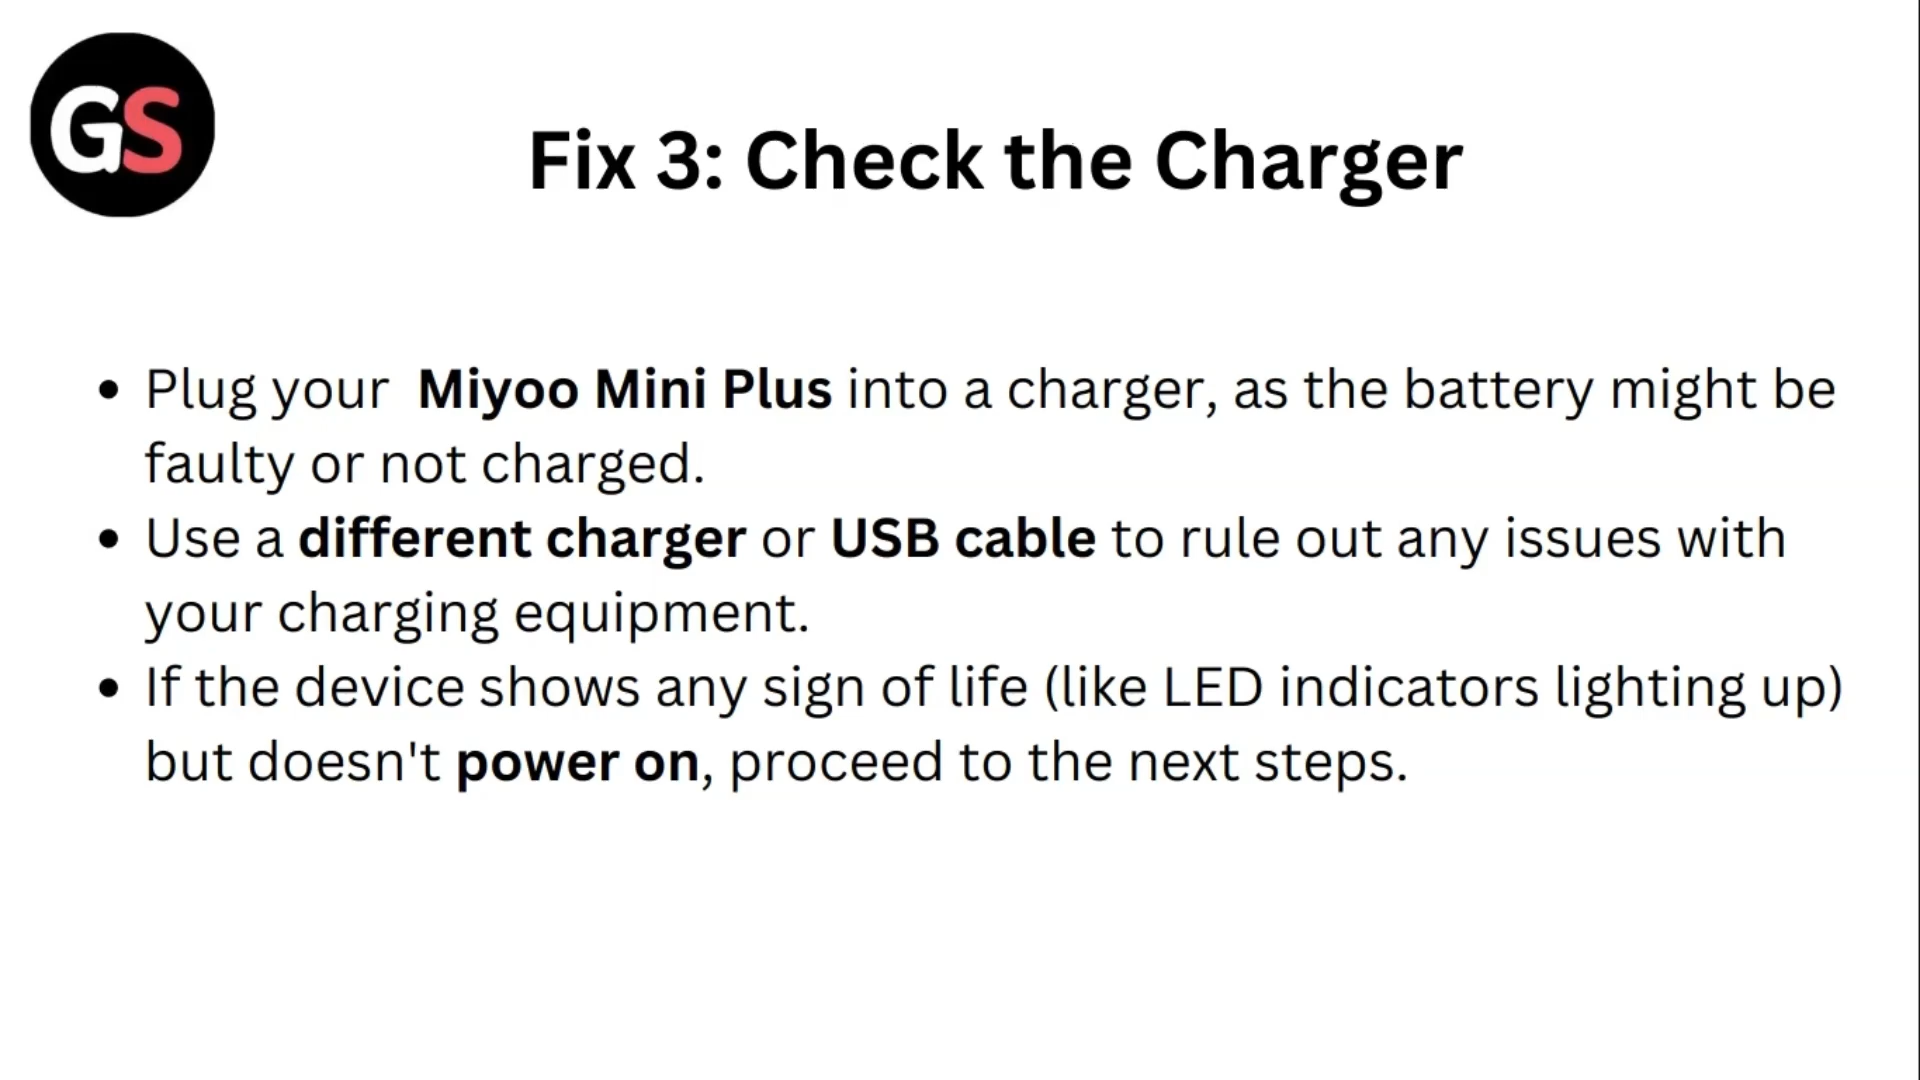 GS
Fix 3: Check the Charger
• Plug your  Miyoo Mini Plus into a charger, as the battery might be
faulty or not charged.
• Use a different charger or USB cable to rule out any issues with
your charging equipment.
• If the device shows any sign of life (like LED indicators lighting up)
but doesn't power on, proceed to the next steps.